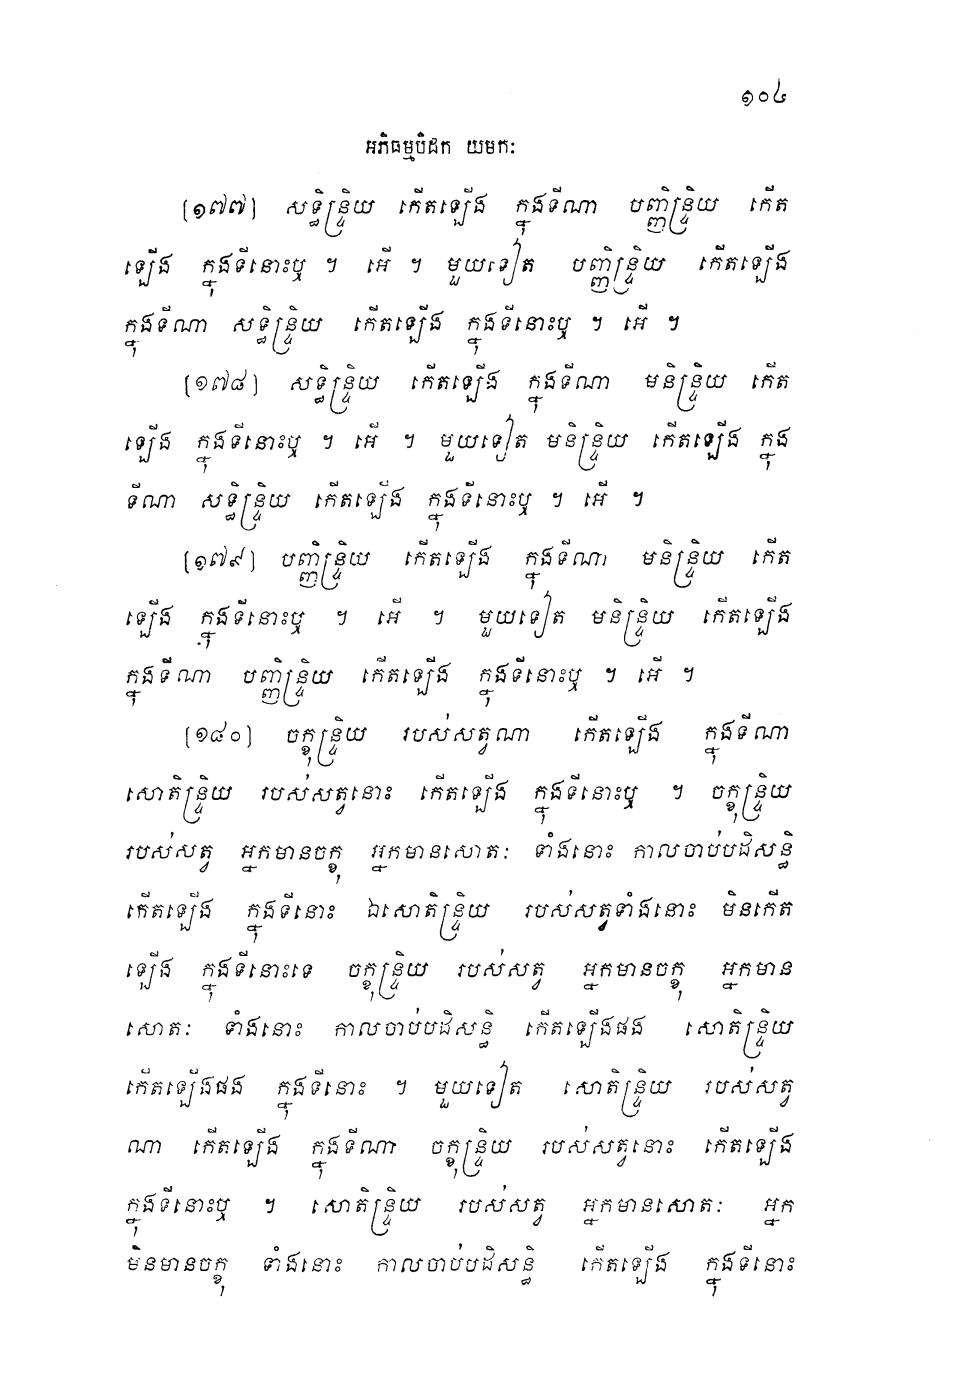 ១០៤
អភិធម្មបិដក យមកៈ
[១៧៧] សទ្ធិន្ទ្រិយ កើតឡើង ក្នុងទីណា បញ្ញិន្ទ្រិយ កើត
ឡើង ក្នុងទីនោះឬ ។ អើ ។ មួយទៀត បញ្ញិន្ទ្រិយ កើតឡើង
ក្នុងទីណា សទ្ធិន្ទ្រិយ កើតឡើង ក្នុងទីនោះឬ ។ អើ ។
[១៧៨] សទ្ធិន្ទ្រិយ កើតឡើង ក្នុងទីណា មនិន្ទ្រិយ កើត
ឡើង ក្នុងទីនោះឬ ។ អើ ។ មួយទៀត មនិន្ទ្រិយ កើតឡើង ក្នុង
ទីណា សទ្ធិន្ទ្រិយ កើតឡើង ក្នុងទីនោះឬ ។ អើ ។
[១៧៩] បញ្ញិន្ទ្រិយ កើតឡើង ក្នុងទីណា មនិន្ទ្រិយ កើត
ឡើង ក្នុងទីនោះឬ ។ អើ ។ មួយទៀត មនិន្ទ្រិយ កើតឡើង
ក្នុងទីណា បញ្ញិន្ទ្រិយ កើតឡើង ក្នុងទីនោះឬ ។ អើ ។
[១៨០] ចក្ខុន្ទ្រិយ របស់សត្វណា កើតឡើង ក្នុងទីណា
សោតិន្ទ្រិយ របស់សត្វនោះ កើតឡើង ក្នុងទីនោះឬ ។ ចក្ខុន្ទ្រិយ
របស់សត្វ អ្នកមានចក្ខុ អ្នកមានសោតៈ ទាំងនោះ កាលចាប់បដិសន្ធិ
កើតឡើង ក្នុងទីនោះ ឯសោតិន្ទ្រិយ របស់សត្វទាំងនោះ មិនកើត
ឡើង ក្នុងទីនោះទេ ចក្ខុន្ទ្រិយ របស់សត្វ អ្នកមានចក្ខុ អ្នកមាន
សោតៈ ទាំងនោះ កាលចាប់បដិសន្ធិ កើតឡើងផង សោតិន្ទ្រិយ
កើតឡើងផង ក្នុងទីនោះ ។ មួយទៀត សោតិន្ទ្រិយ របស់សត្វ
ណា កើតឡើង ក្នុងទីណា ចក្ខុន្ទ្រិយ របស់សត្វនោះ កើតឡើង
ក្នុងទីនោះឬ ។ សោតិន្ទ្រិយ របស់សត្វ អ្នកមានសោតៈ អ្នក
មិនមានចក្ខុ ទាំងនោះ កាលចាប់បដិសន្ធិ កើតឡើង ក្នុងទីនោះ